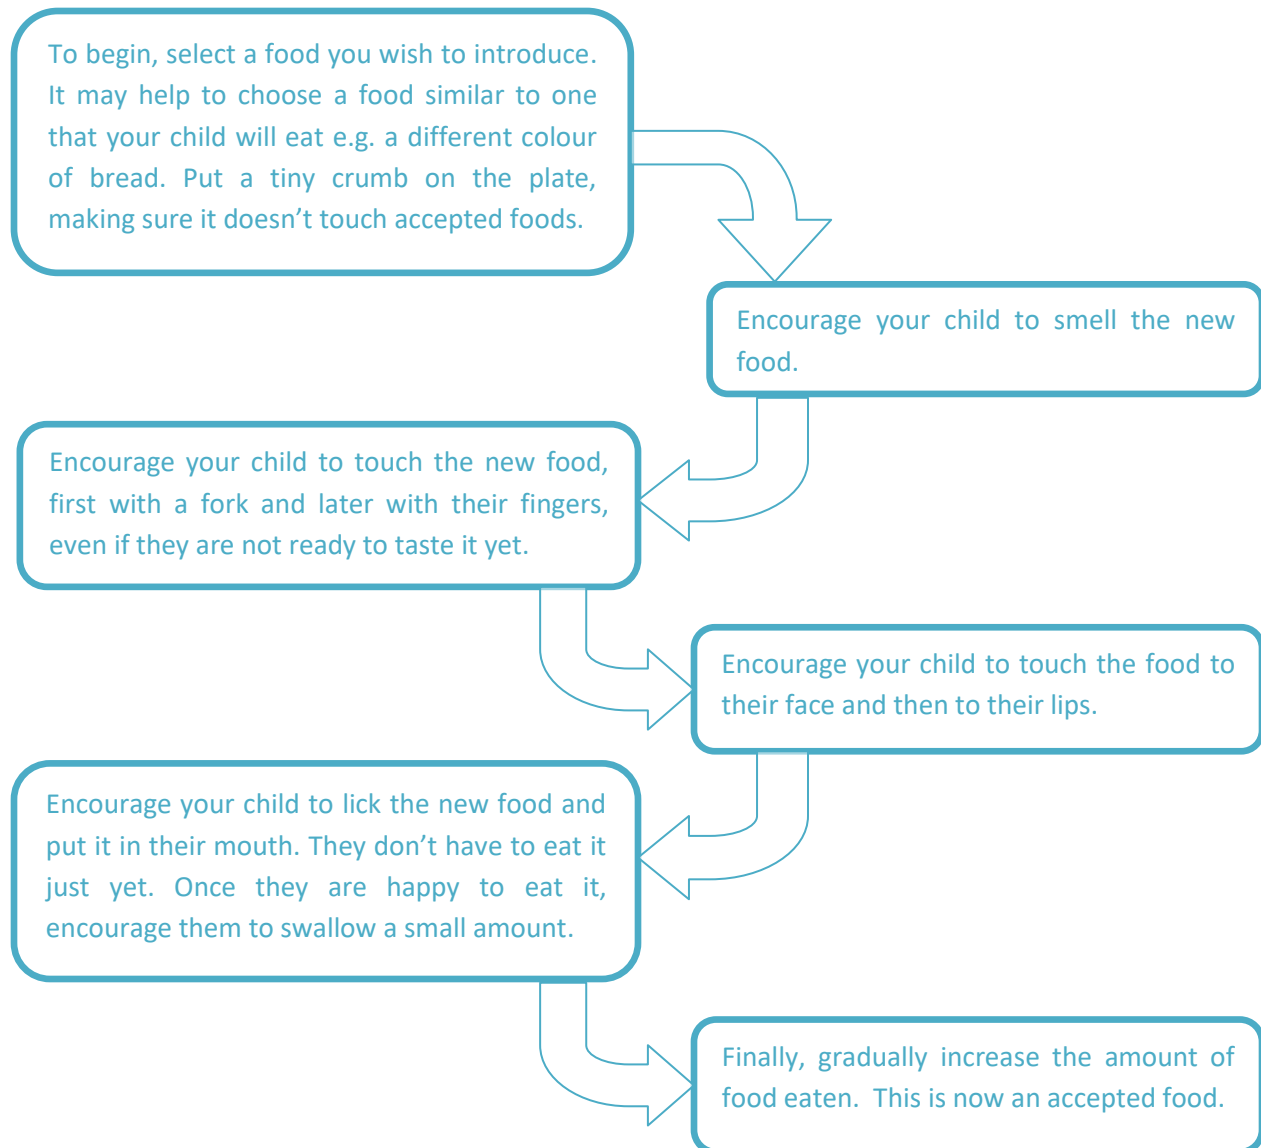 To begin, select a food you wish to introduce.
It may help to choose a food similar to one
that your child will eat e.g. a different colour
of bread. Put a tiny crumb on the plate,
making sure it doesn’t touch accepted foods.
Encourage your child to smell the new
food.
Encourage your child to touch the new food,
first with a fork and later with their fingers,
even if they are not ready to taste it yet.
Encourage your child to touch the food to
their face and then to their lips.
Encourage your child to lick the new food and
put it in their mouth. They don’t have to eat it
just yet. Once they are happy to eat it,
encourage them to swallow a small amount.
Finally, gradually increase the amount of
food eaten.  This is now an accepted food.